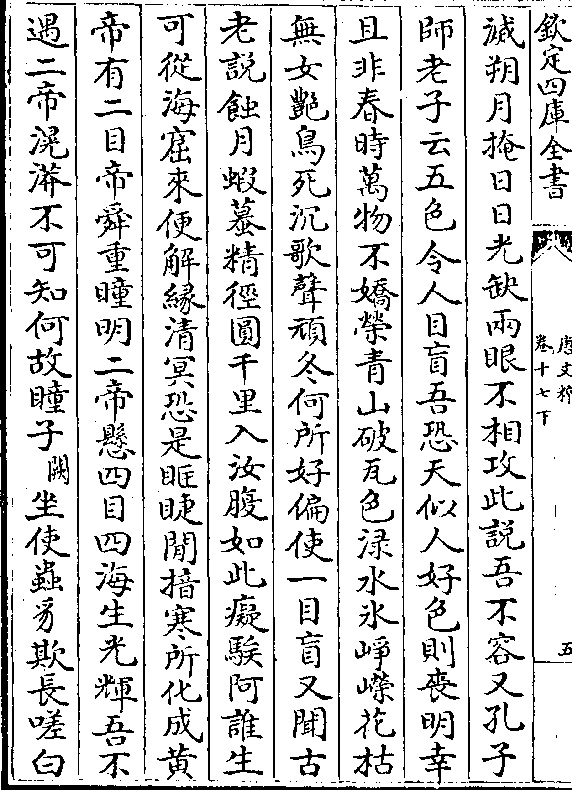 欽定四庫全書
唐文粹
卷十七下
五
滅朔月掩日日光缺兩眼不相攻此說吾不容又孔子
師老子云五色令人目盲吾恐天似人好色則喪明幸
且非春時萬物不嬌榮青山破瓦色渌水氷崢嶸花枯
無女艶鳥死沉歌聲頑冬何所好偏使一目盲又聞古
老說蝕月蝦蟇精徑圓千里入汝腹如此癡騃阿誰生
可從海窟來便解緣清冥恐是眶睫間揞寒所化成黃
帝有二目帝舜重瞳明二帝懸四目四海生光輝吾不
遇二帝滉漭不可知何故瞳子闕坐使蟲豸欺長嗟白